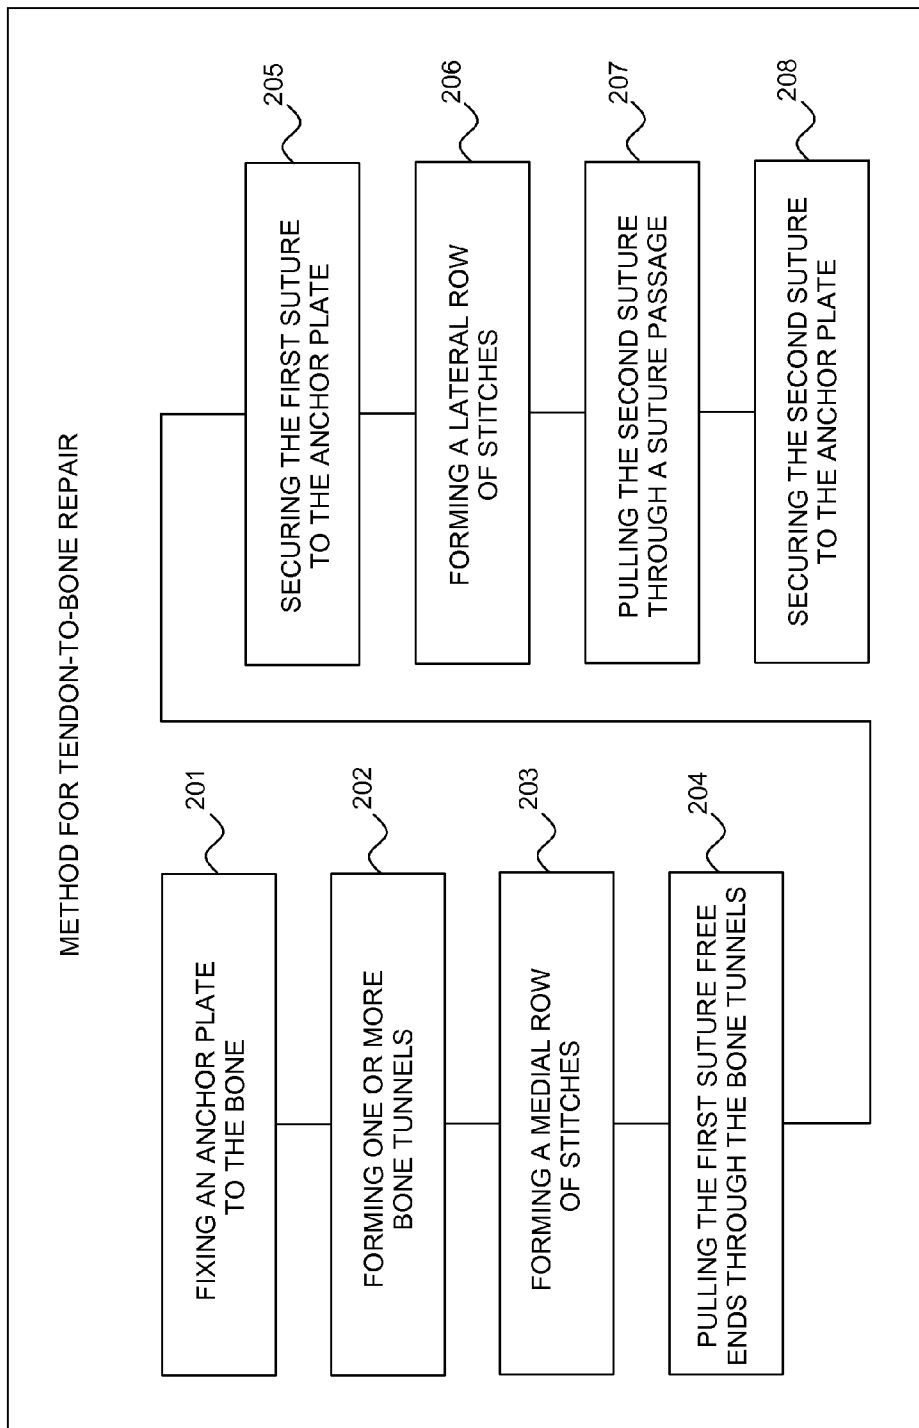 METHOD FOR TENDON-TO-BONE REPAIR
201
FIXING AN ANCHOR PLATE
TO THE BONE
202
FORMING ONE OR MORE
BONE TUNNELS
203
FORMING A MEDIAL ROW
OF STITCHES
204
PULLING THE FIRST SUTURE FREE
ENDS THROUGH THE BONE TUNNELS
205
SECURING THE FIRST SUTURE
TO THE ANCHOR PLATE
206
FORMING A LATERAL ROW
OF STITCHES
207
PULLING THE SECOND SUTURE
THROUGH A SUTURE PASSAGE
208
SECURING THE SECOND SUTURE
TO THE ANCHOR PLATE